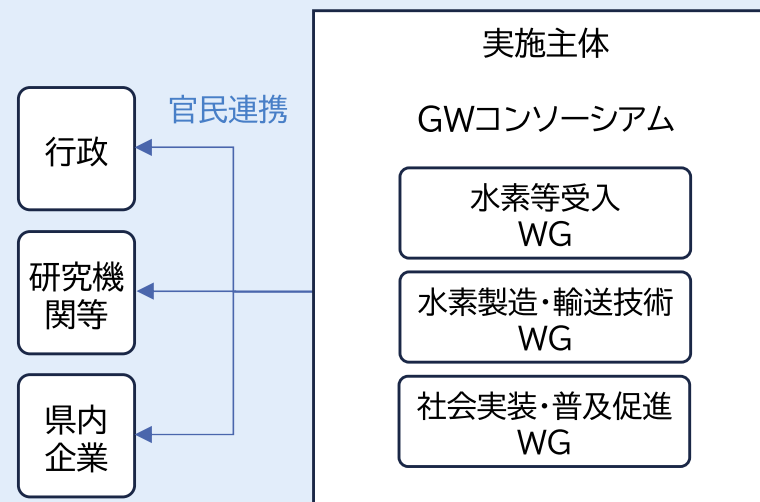 実施主体
官民連携
GWコンソーシアム
行政
水素等受入
WG
研究機
関等
水素製造・輸送技術
WG
県内
企業
社会実装・普及促進
WG